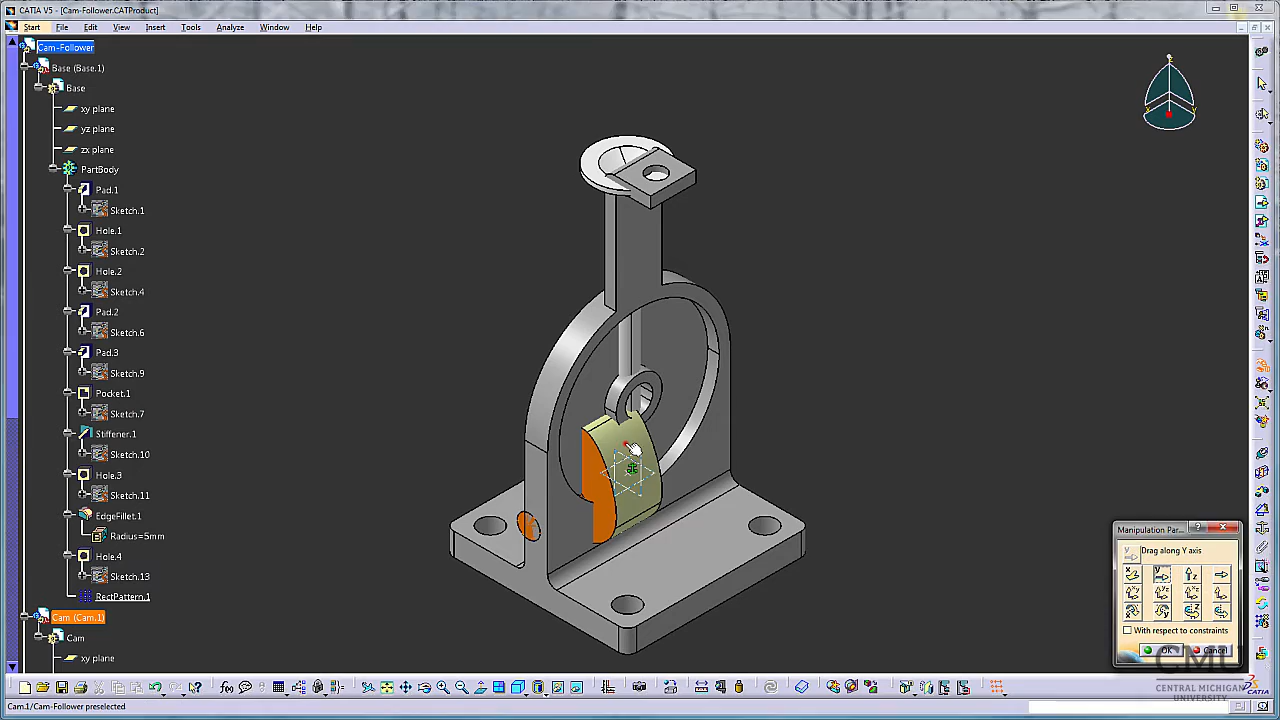 CATIA V5 - [Cam-Follower.CATProduct]
Start File Edit View Insert Tools Analyze Window Help
Cam-Follower
Base (Base.1)
Base
xy plane
yz plane
zx plane
PartBody
Pad.1
Sketch.1
Hole.1
Sketch.2
Hole.2
Sketch.4
Pad.2
Sketch.6
Pad.3
Sketch.9
Pocket.1
Sketch.7
Stiffener.1
Sketch.10
Hole.3
Sketch.11
EdgeFillet.1
Radius=5mm
Hole.4
Sketch.13
RectPattern.1
Cam (Cam.1)
Cam
xy plane
Manipulation Par...
Drag along Y axis
With respect to constraints
OK Cancel
CMU
CENTRAL MICHIGAN
UNIVERSITY
CATIA
Cam.1/Cam-Follower preselected